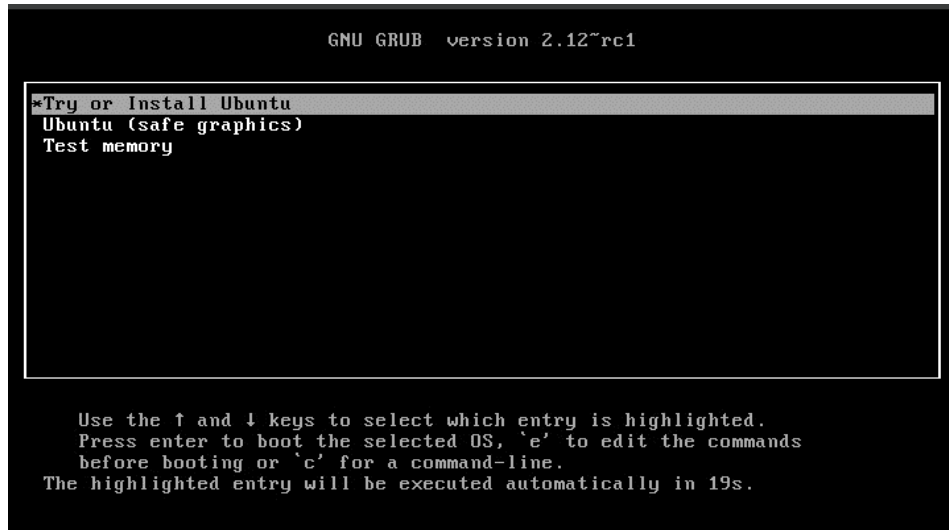 GNU GRUB  version 2.12~rc1
*Try or Install Ubuntu
Ubuntu (safe graphics)
Test memory
Use the ↑ and ↓ keys to select which entry is highlighted.
Press enter to boot the selected OS, `e' to edit the commands
before booting or `c' for a command-line.
The highlighted entry will be executed automatically in 19s.